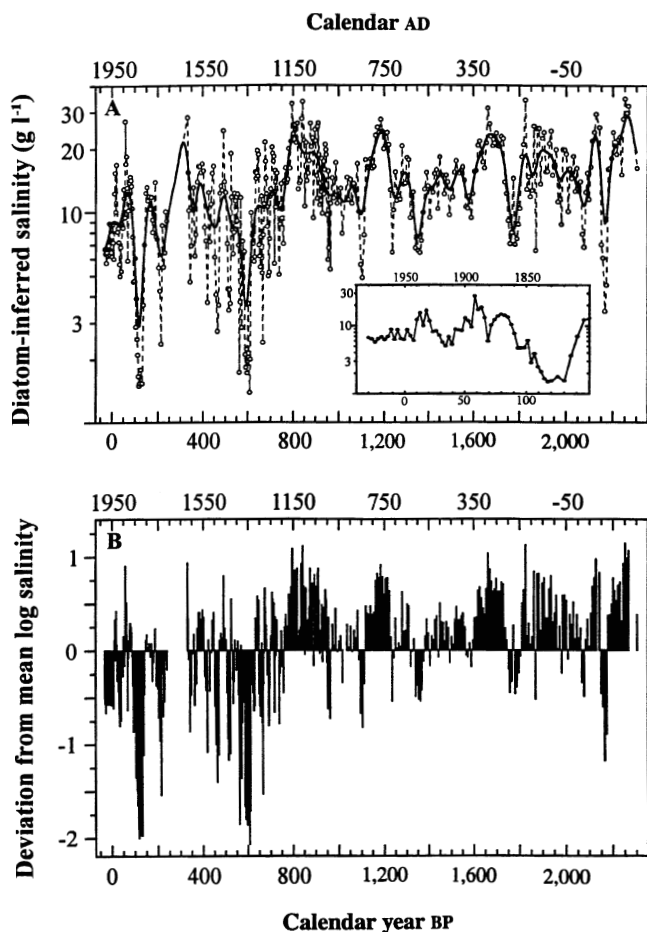 Calendar AD
1950 1550 1150 750 350 -50
A
Diatom-inferred salinity (g l-1)
30
20
10
3
1950 1900 1850
30
10
3
0 50 100
0 400 800 1,200 1,600 2,000
1950 1550 1150 750 350 -50
B
Deviation from mean log salinity
1
0
-1
-2
0 400 800 1,200 1,600 2,000
Calendar year BP